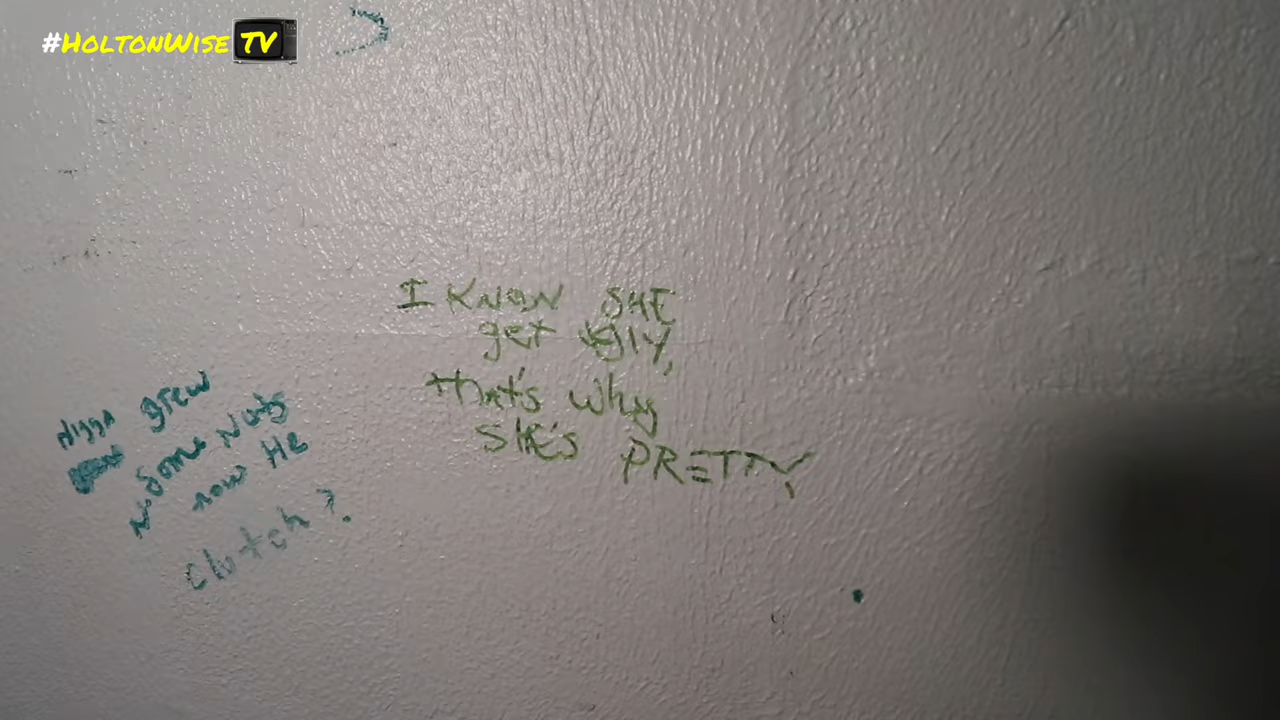 #HOLTONWISE TV
I KNOW SHE
get ugly,
that's why
SHE'S PRETTY,
Nigga grew
Some Nuts
now He
Clutch?